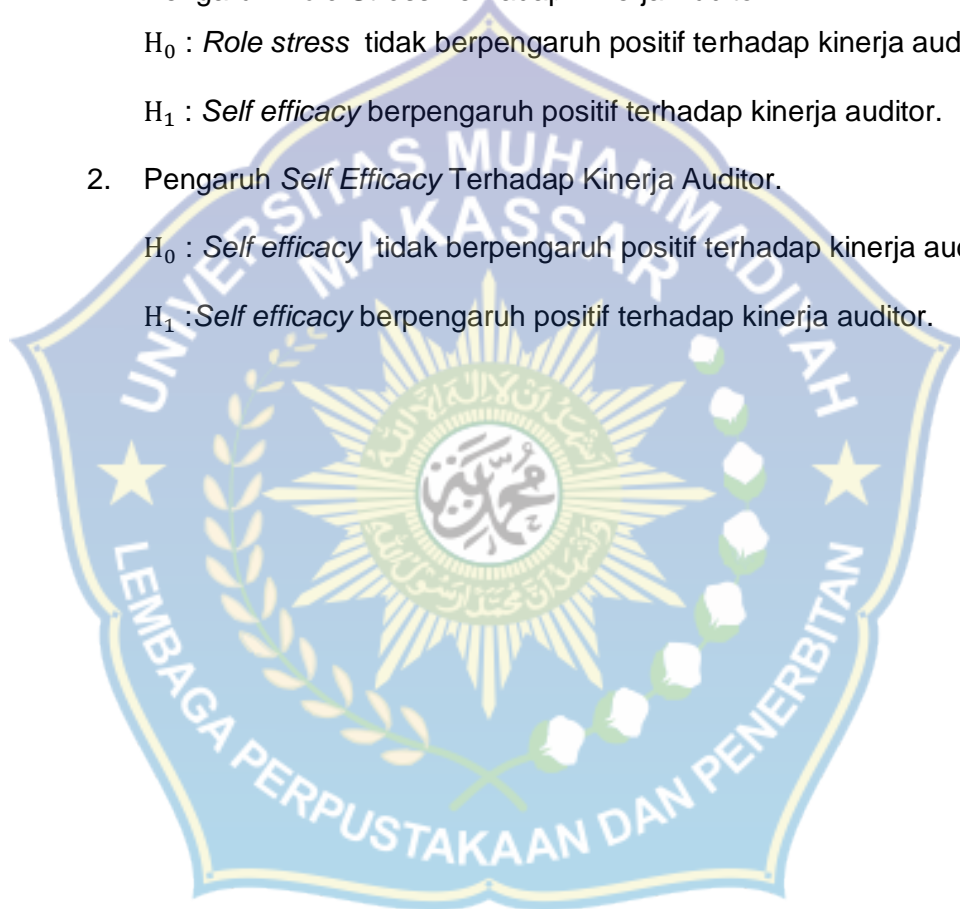 H₀ : Role stress tidak berpengaruh positif terhadap kinerja
H₁ : Self efficacy berpengaruh positif terhadap kinerja auditor.
2. Pengaruh Self Efficacy Terhadap Kinerja Auditor.
H₀ : Self efficacy tidak berpengaruh positif terhadap kinerja
H₁ :Self efficacy berpengaruh positif terhadap kinerja auditor.
UNIVERSITAS MUHAMMADIYAH
MAKASSAR
LEMBAGA PERPUSTAKAAN DAN PENERBITAN
محمدية